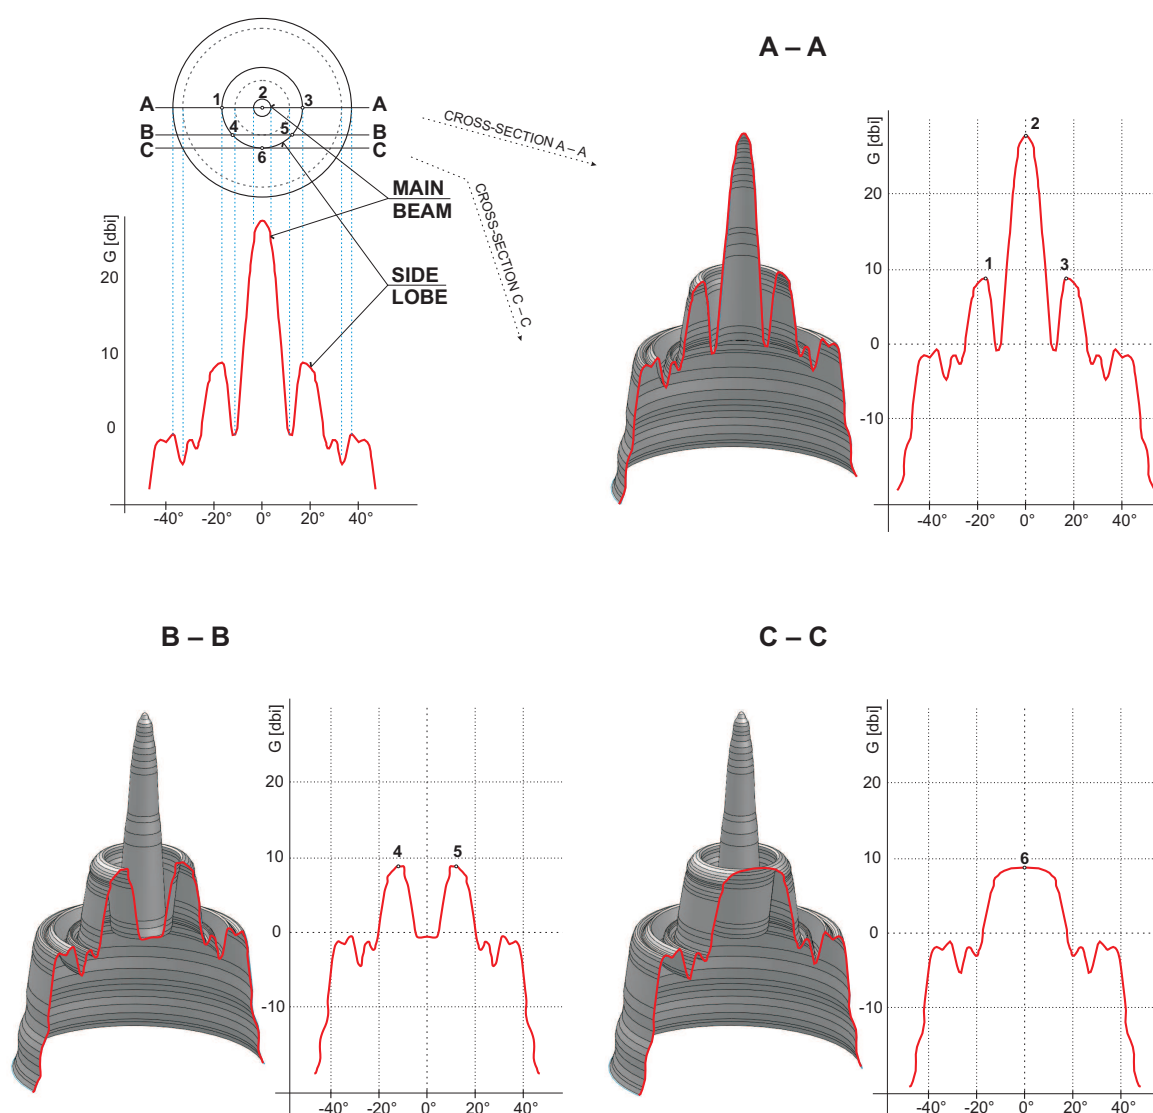 A – A
1
2
3
A
A
B
4
5
B
C
6
C
CROSS-SECTION A – A
CROSS-SECTION C – C
MAIN
BEAM
SIDE
LOBE
G [dbi]
20
10
0
-40°
-20°
0°
20°
40°
G [dbi]
2
20
1
3
10
0
-10
-40°
-20°
0°
20°
40°
B – B
G [dbi]
20
10
4
5
0
-10
-40°
-20°
0°
20°
40°
C – C
G [dbi]
20
10
6
0
-10
-40°
-20°
0°
20°
40°